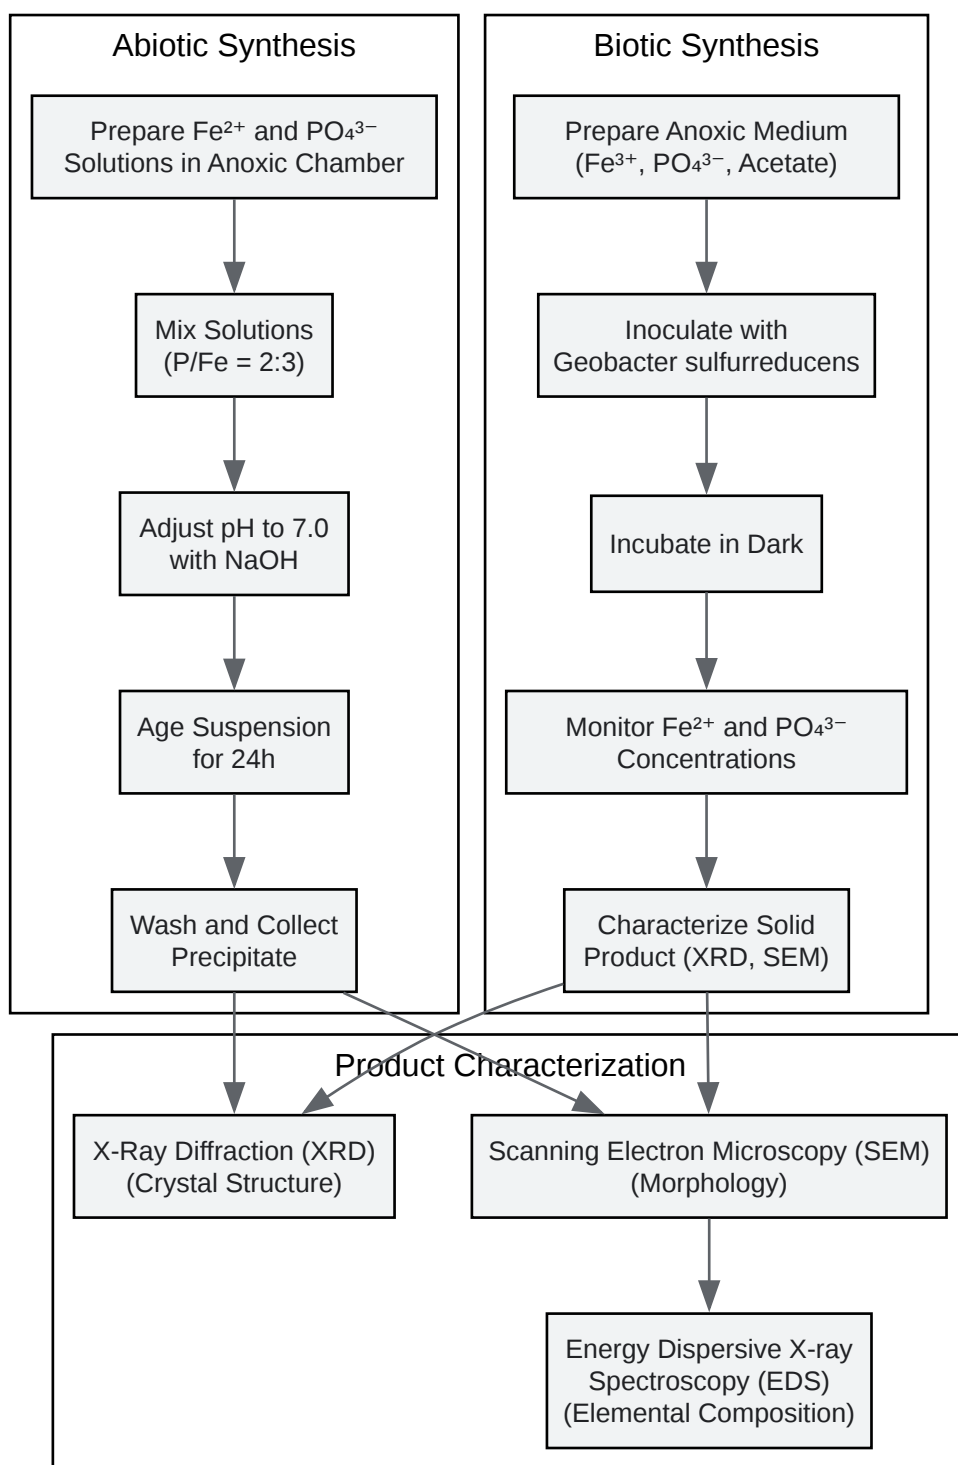 Abiotic Synthesis
Prepare Fe²⁺ and PO₄³⁻
Solutions in Anoxic Chamber
Mix Solutions
(P/Fe = 2:3)
Adjust pH to 7.0
with NaOH
Age Suspension
for 24h
Wash and Collect
Precipitate
Biotic Synthesis
Prepare Anoxic Medium
(Fe³⁺, PO₄³⁻, Acetate)
Inoculate with
Geobacter sulfurreducens
Incubate in Dark
Monitor Fe²⁺ and PO₄³⁻
Concentrations
Characterize Solid
Product (XRD, SEM)
Product Characterization
X-Ray Diffraction (XRD)
(Crystal Structure)
Scanning Electron Microscopy (SEM)
(Morphology)
Energy Dispersive X-ray
Spectroscopy (EDS)
(Elemental Composition)